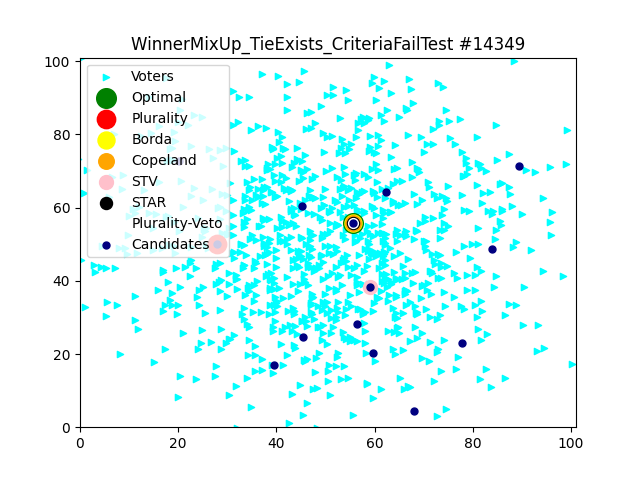 WinnerMixUp_TieExists_CriteriaFailTest #14349
Voters
Optimal
Plurality
Borda
Copeland
STV
STAR
Plurality-Veto
Candidates
100
80
60
40
20
0
0 20 40 60 80 100